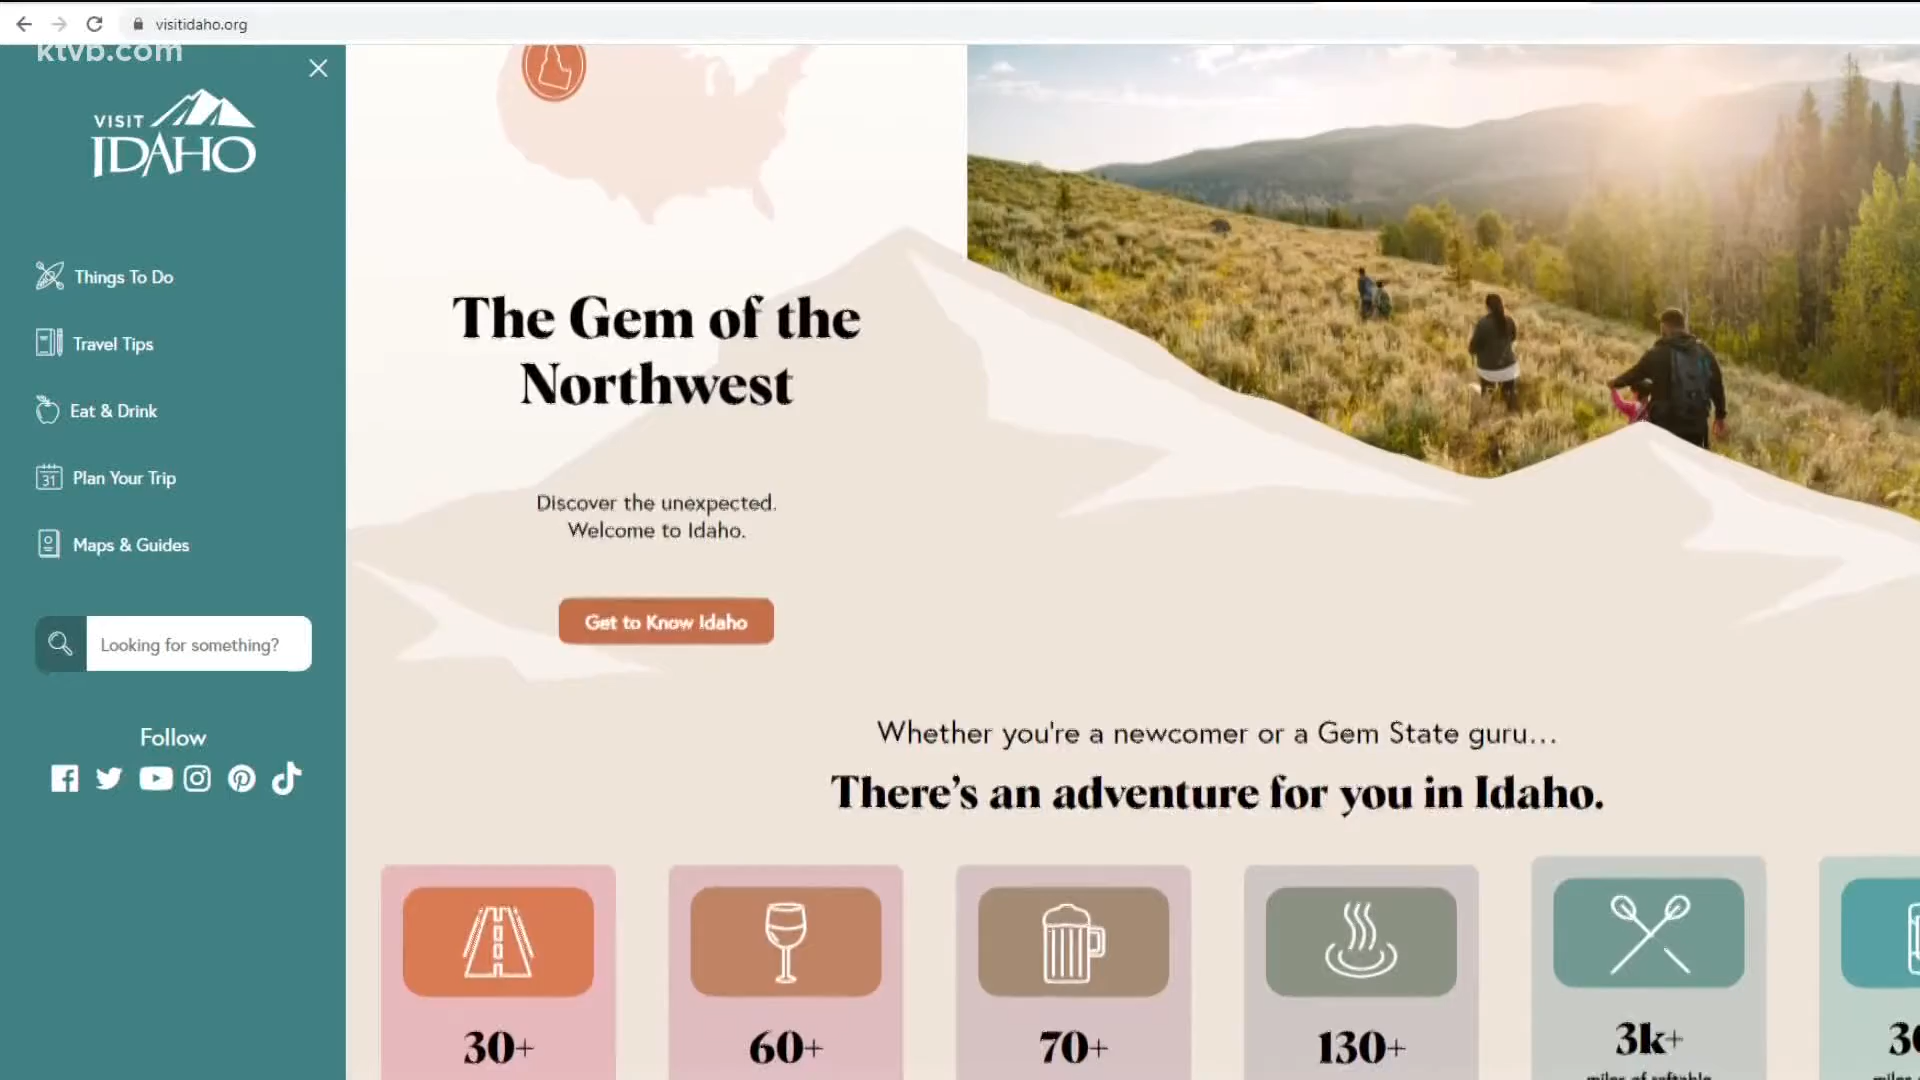 visitidaho.org
ktvb.com
VISIT
IDAHO
Things To Do
Travel Tips
Eat & Drink
31
Plan Your Trip
Maps & Guides
Looking for something?
Follow
The Gem of the
Northwest
Discover the unexpected.
Welcome to Idaho.
Get to Know Idaho
Whether you're a newcomer or a Gem State guru...
There's an adventure for you in Idaho.
30+
60+
70+
130+
3k+